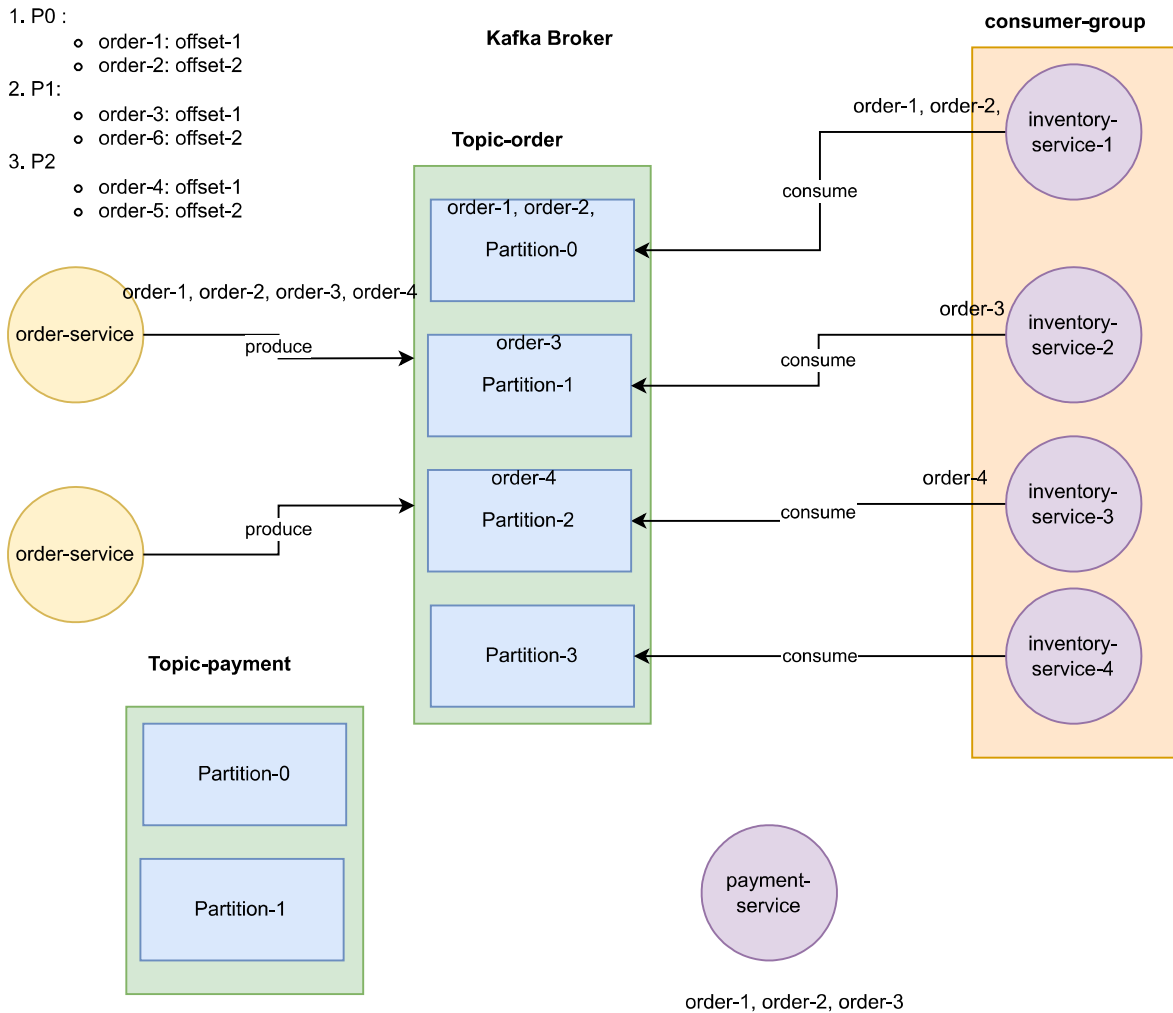 1. P0 :
order-1: offset-1
order-2: offset-2
2. P1:
order-3: offset-1
order-6: offset-2
3. P2
order-4: offset-1
order-5: offset-2
Kafka Broker
consumer-group
Topic-order
order-1, order-2,
Partition-0
order-3
Partition-1
order-4
Partition-2
Partition-3
order-1, order-2, order-3, order-4
order-service
produce
order-service
produce
order-1, order-2,
consume
inventory-
service-1
order-3
consume
inventory-
service-2
order-4
consume
inventory-
service-3
consume
inventory-
service-4
Topic-payment
Partition-0
Partition-1
payment-
service
order-1, order-2, order-3